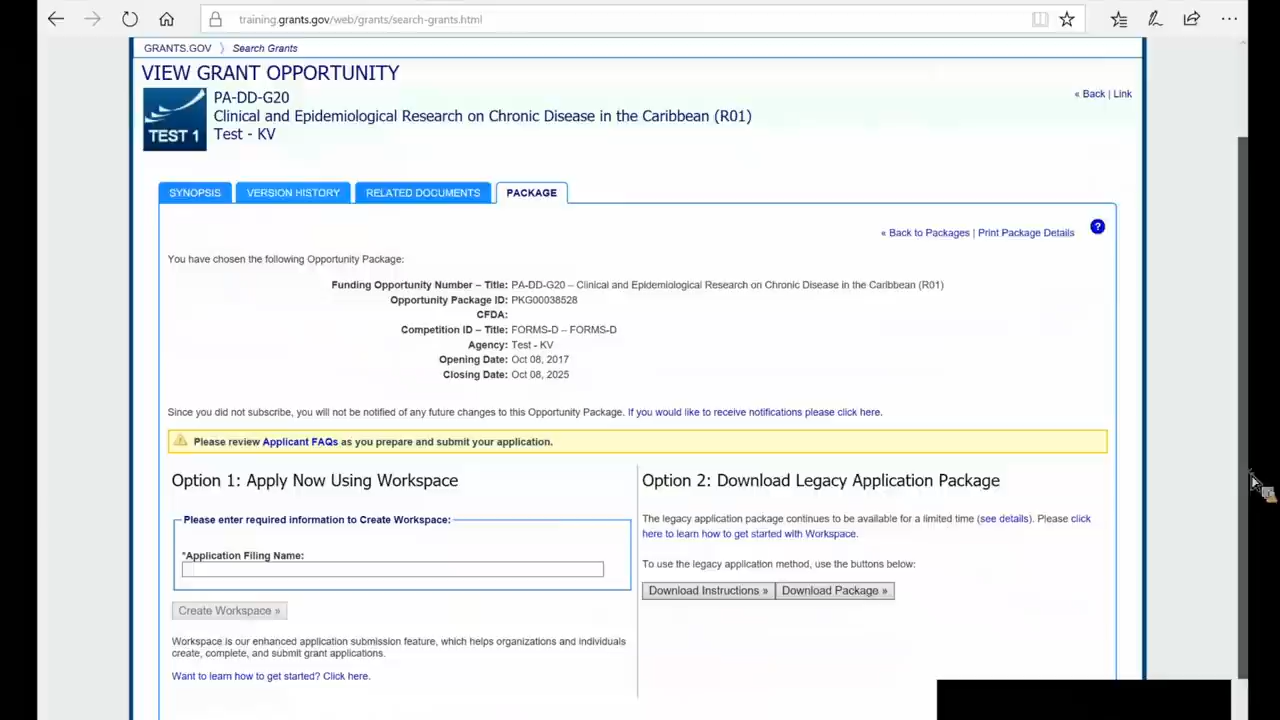 training.grants.gov/web/grants/search-grants.html
GRANTS.GOV 〉 Search Grants
VIEW GRANT OPPORTUNITY
TEST 1
PA-DD-G20
Clinical and Epidemiological Research on Chronic Disease in the Caribbean (R01)
Test - KV
« Back | Link
SYNOPSIS VERSION HISTORY RELATED DOCUMENTS PACKAGE
« Back to Packages | Print Package Details ?
You have chosen the following Opportunity Package:
Funding Opportunity Number – Title: PA-DD-G20 – Clinical and Epidemiological Research on Chronic Disease in the Caribbean (R01)
Opportunity Package ID: PKG00038528
CFDA:
Competition ID – Title: FORMS-D – FORMS-D
Agency: Test - KV
Opening Date: Oct 08, 2017
Closing Date: Oct 08, 2025
Since you did not subscribe, you will not be notified of any future changes to this Opportunity Package. If you would like to receive notifications please click here.
Please review Applicant FAQs as you prepare and submit your application.
Option 1: Apply Now Using Workspace
Please enter required information to Create Workspace:
*Application Filing Name:
Create Workspace »
Workspace is our enhanced application submission feature, which helps organizations and individuals
create, complete, and submit grant applications.
Want to learn how to get started? Click here.
Option 2: Download Legacy Application Package
The legacy application package continues to be available for a limited time (see details). Please click
here to learn how to get started with Workspace.
To use the legacy application method, use the buttons below:
Download Instructions » Download Package »